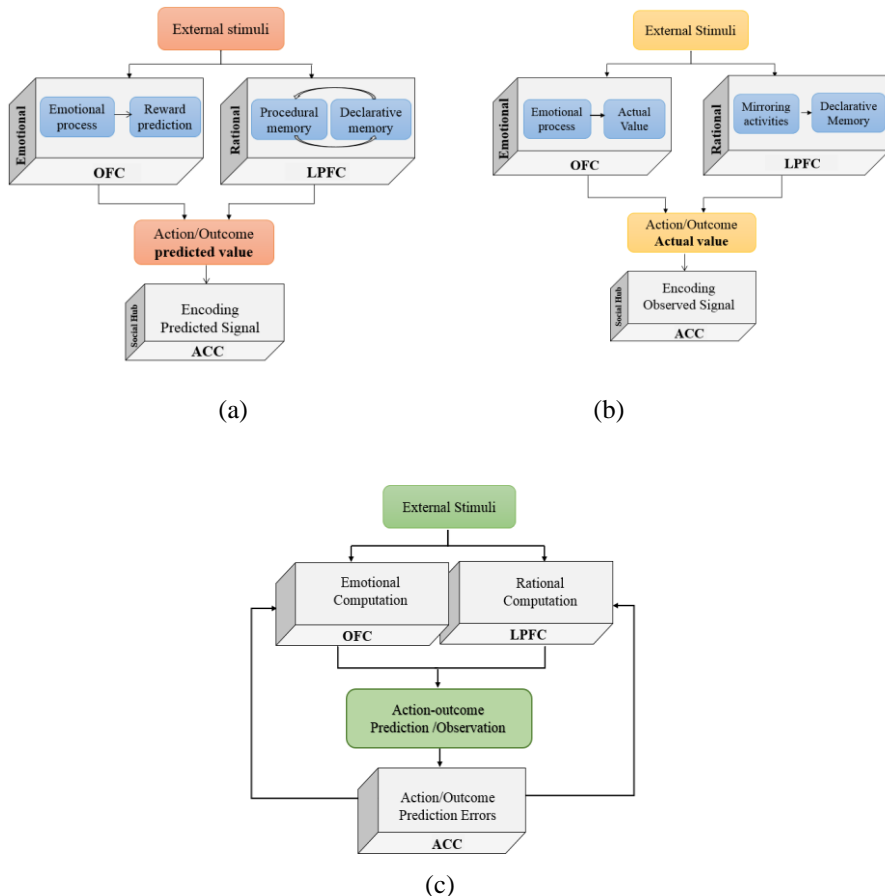 External stimuli
Emotional
Emotional
process
Reward
prediction
OFC
Rational
Procedural
memory
Declarative
memory
LPFC
Action/Outcome
predicted value
Social Hub
Encoding
Predicted Signal
ACC
(a)
External Stimuli
Emotional
Emotional
process
Actual
Value
OFC
Rational
Mirroring
activities
Declarative
Memory
LPFC
Action/Outcome
Actual value
Social Hub
Encoding
Observed Signal
ACC
(b)
External Stimuli
Emotional
Computation
OFC
Rational
Computation
LPFC
Action-outcome
Prediction /Observation
Action/Outcome
Prediction Errors
ACC
(c)